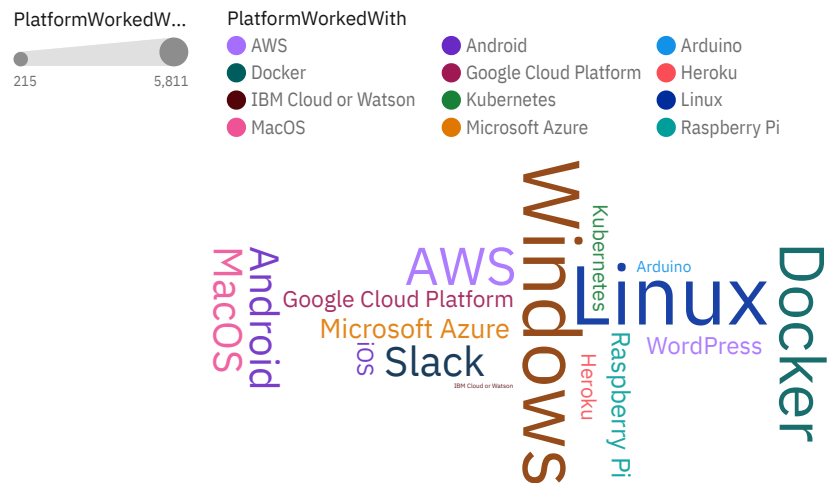 PlatformWorkedW...
215 5,811
PlatformWorkedWith
AWS Android Arduino
Docker Google Cloud Platform Heroku
IBM Cloud or Watson Kubernetes Linux
MacOS Microsoft Azure Raspberry Pi
MacOS
Android
AWS
Google Cloud Platform
Microsoft Azure
iOS
Slack
IBM Cloud or Watson
Windows
Kubernetes
Arduino
Linux
WordPress
Heroku
Raspberry Pi
Docker